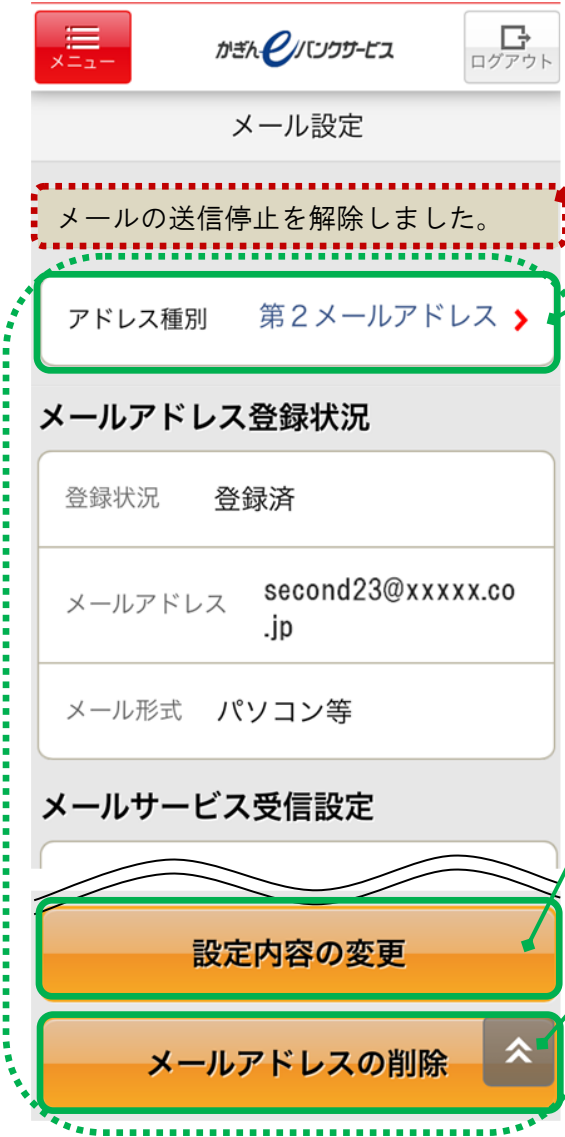 メニュー
かぎんeバンクサービス
ログアウト
メール設定
メールの送信停止を解除しました。
アドレス種別 第２メールアドレス
メールアドレス登録状況
登録状況 登録済
メールアドレス second23@xxxxx.co
.jp
メール形式 パソコン等
メールサービス受信設定
設定内容の変更
メールアドレスの削除